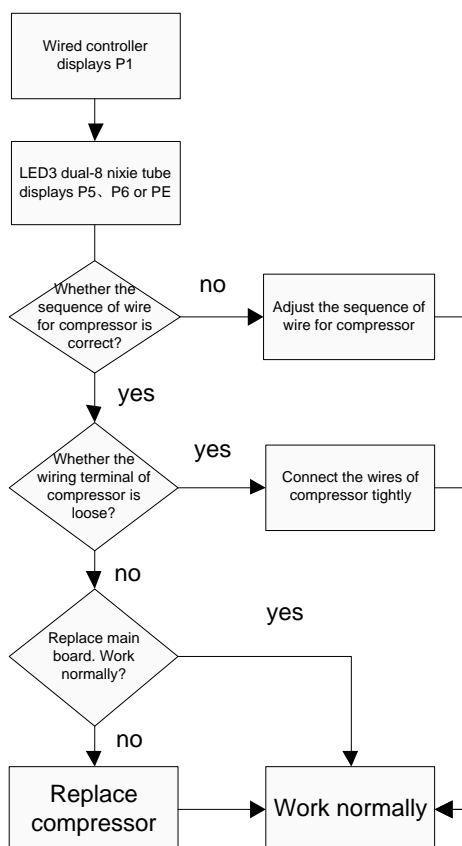 Wired controller
displays P1
LED3 dual-8 nixie tube
displays P5、P6 or PE
Whether the
sequence of wire
for compressor is
correct?
no
Adjust the sequence of
wire for compressor
yes
Whether the
wiring terminal of
compressor is
loose?
yes
Connect the wires of
compressor tightly
no
Replace main
board. Work
normally?
yes
no
Replace
compressor
Work normally